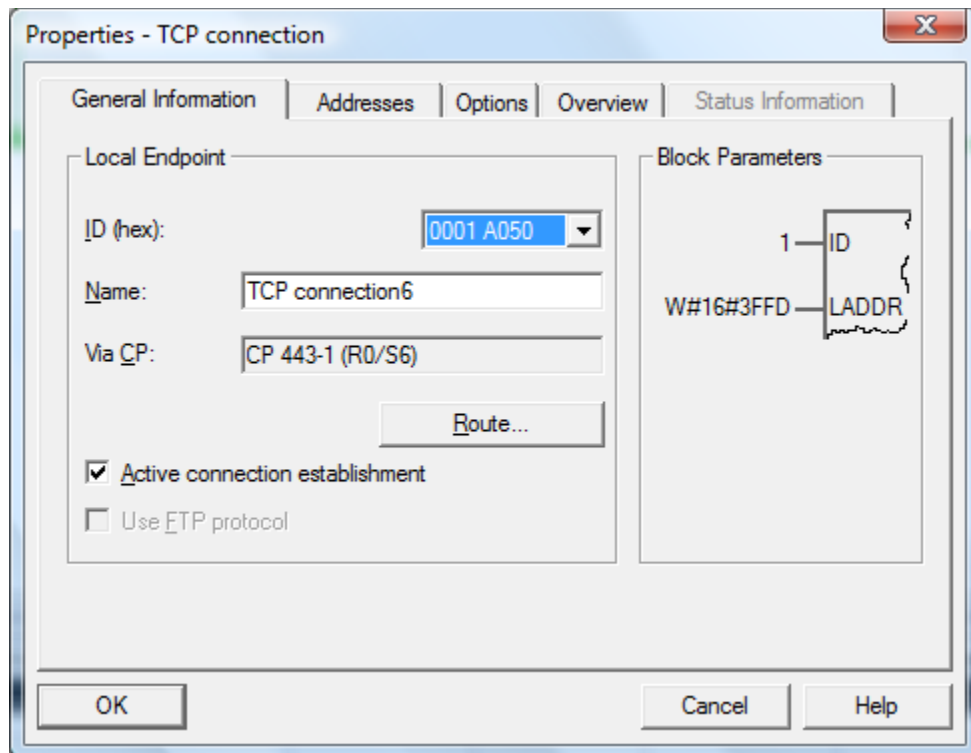 Properties - TCP connection
General Information
Addresses
Options
Overview
Status Information
Local Endpoint
ID (hex):
0001 A050
Name:
TCP connection6
Via CP:
CP 443-1 (R0/S6)
Route...
Active connection establishment
Use FTP protocol
Block Parameters
1
ID
W#16#3FFD
LADDR
OK
Cancel
Help